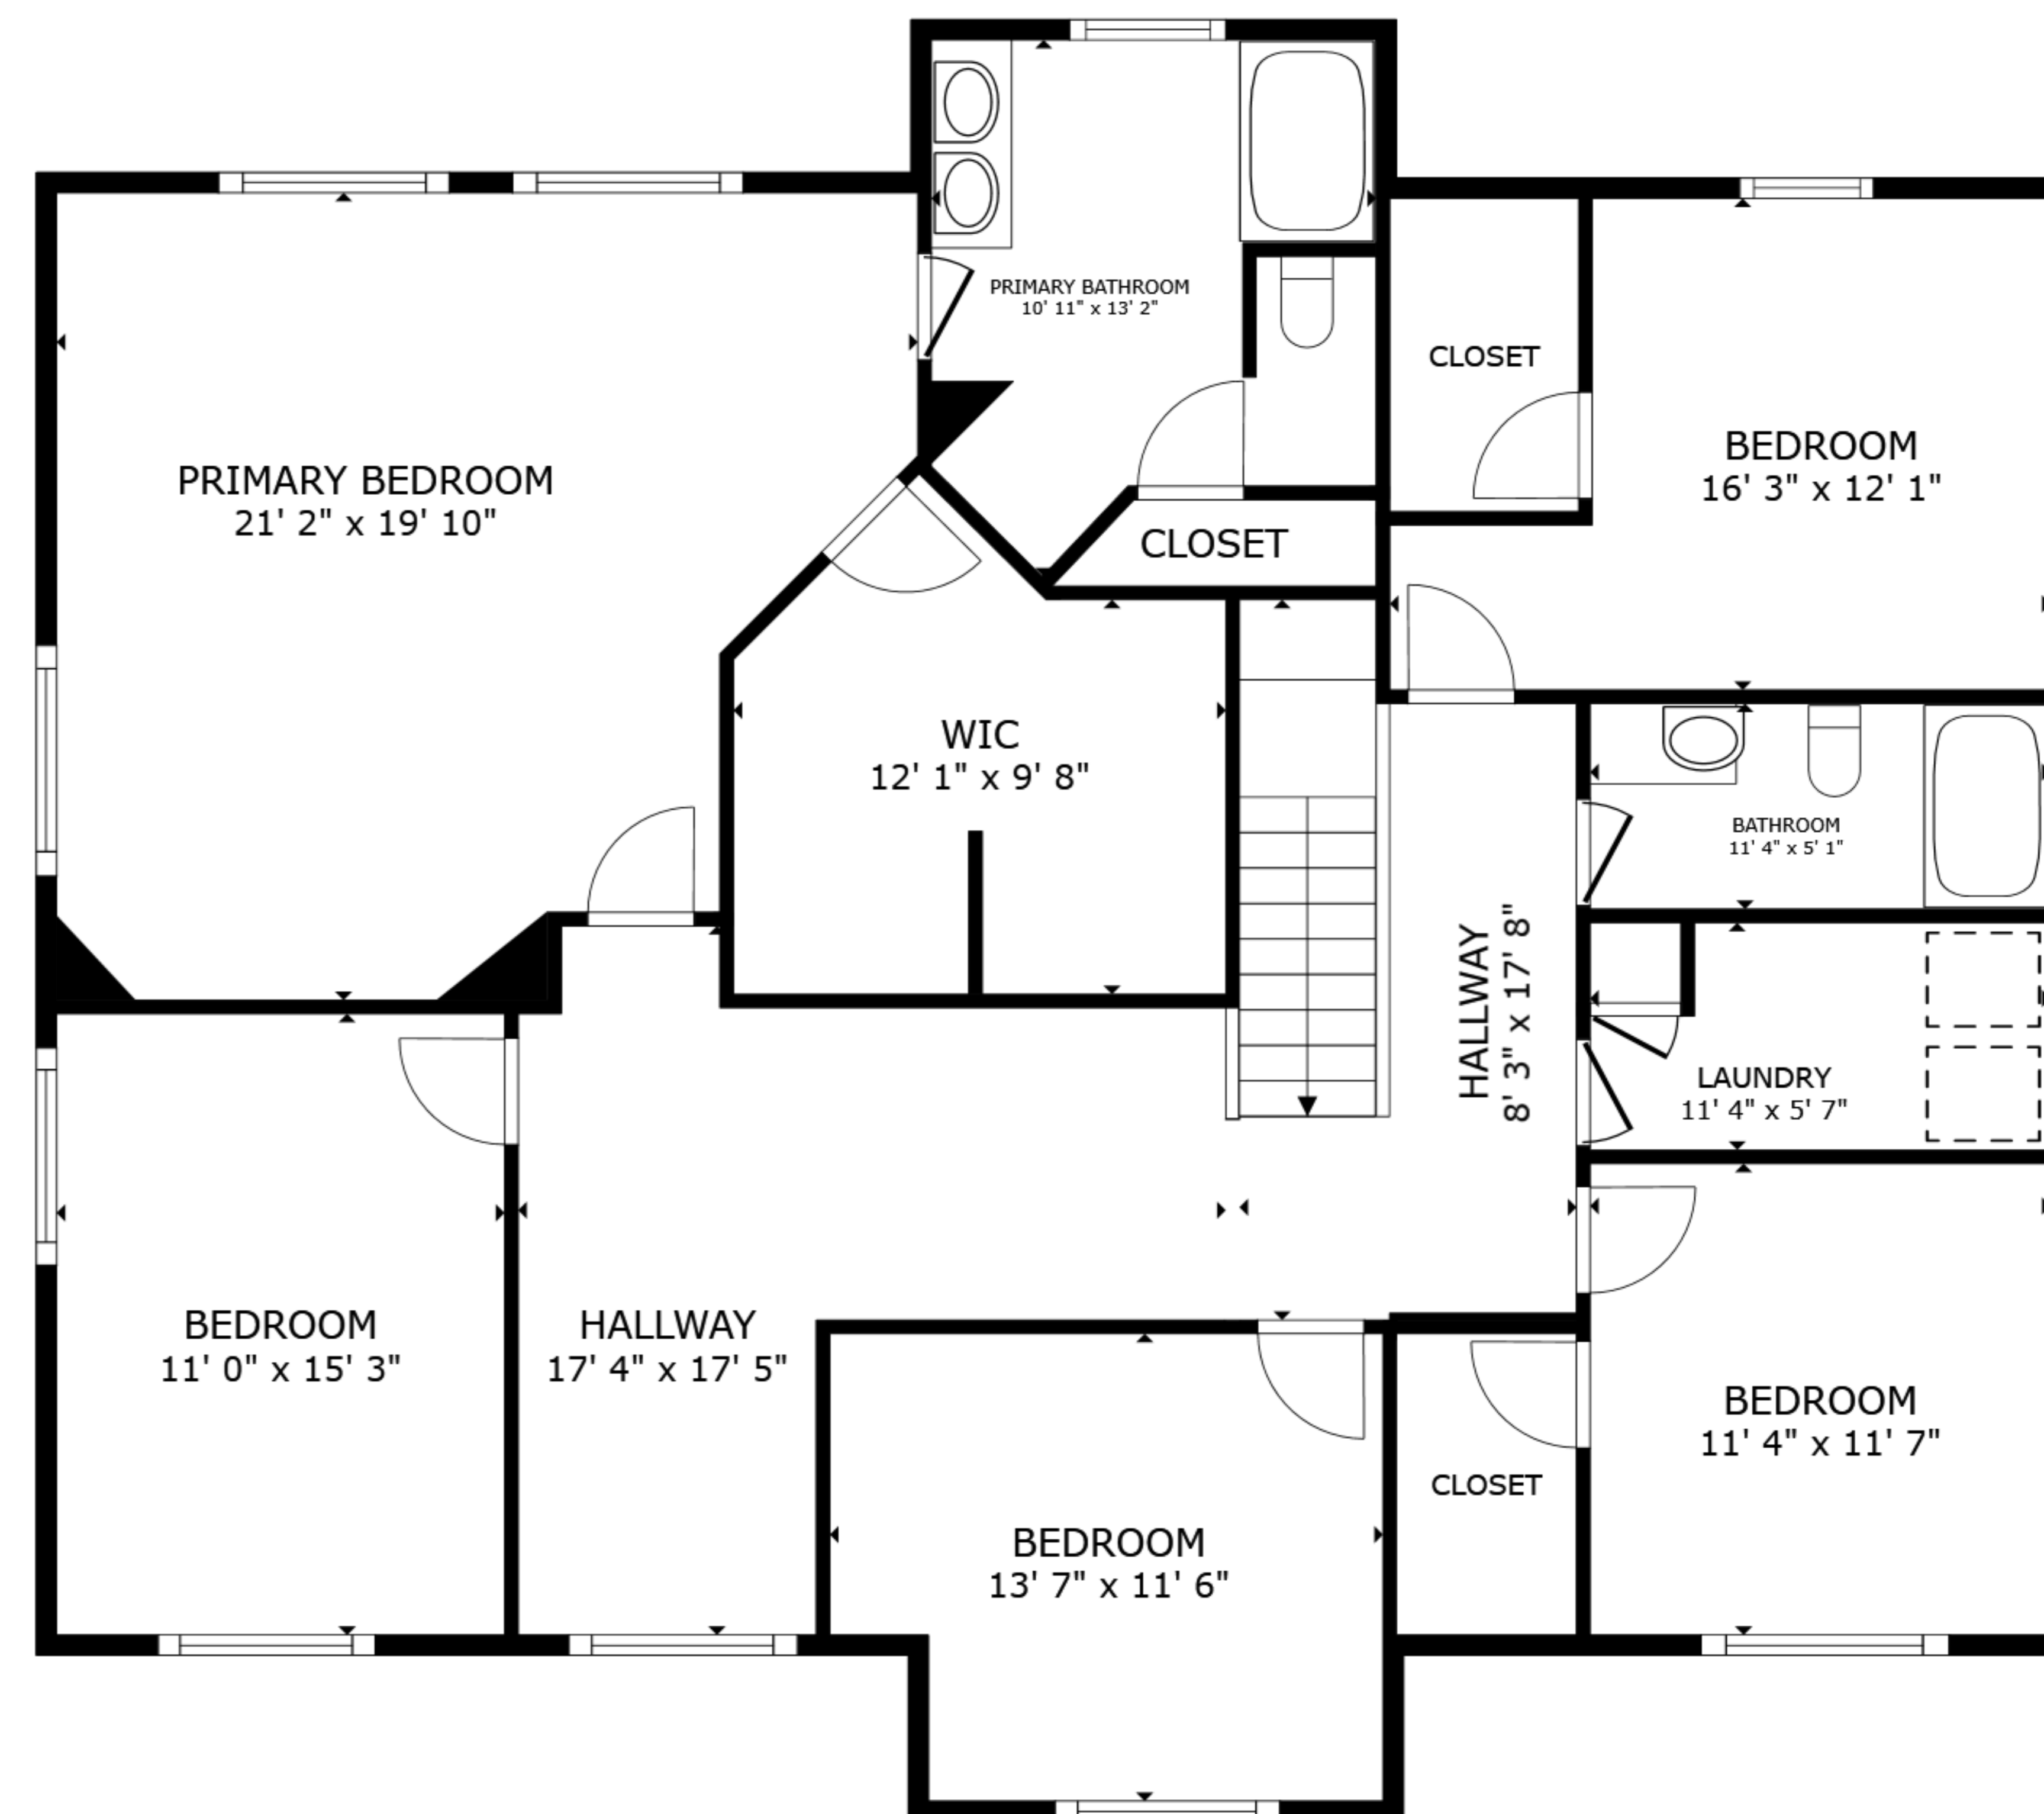 PRIMARY BATHROOM
10' 11" x 13' 2"
CLOSET
BEDROOM
16' 3" x 12' 1"
PRIMARY BEDROOM
21' 2" x 19' 10"
CLOSET
WIC
12' 1" x 9' 8"
BATHROOM
11' 4" x 5' 1"
HALLWAY
8' 3" x 17' 8"
LAUNDRY
11' 4" x 5' 7"
BEDROOM
11' 0" x 15' 3"
HALLWAY
17' 4" x 17' 5"
BEDROOM
11' 4" x 11' 7"
CLOSET
BEDROOM
13' 7" x 11' 6"